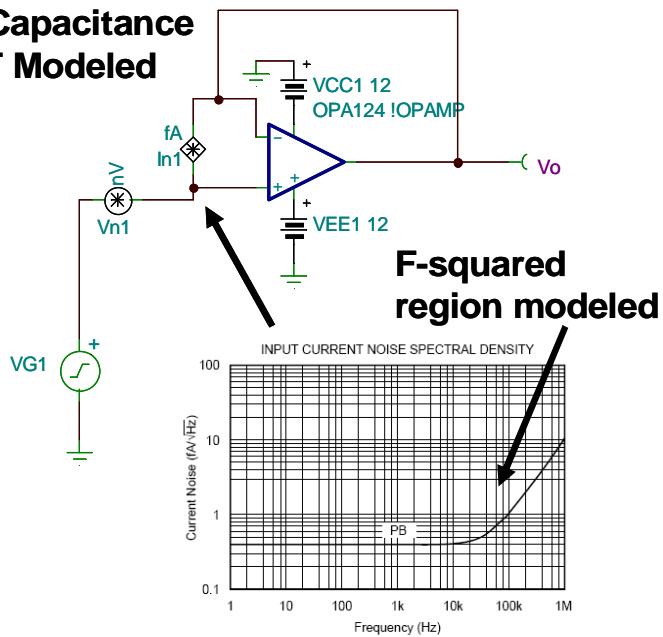 Capacitance
Modeled
VCC1 12
OPA124 !OPAMP
fA
In1
nV
Vn1
+
-
+
+
Vo
+
VEE1 12
F-squared
region modeled
VG1
+
INPUT CURRENT NOISE SPECTRAL DENSITY
Current Noise (fA/√Hz)
100
10
1
0.1
PB
1 10 100 1k 10k 100k 1M
Frequency (Hz)